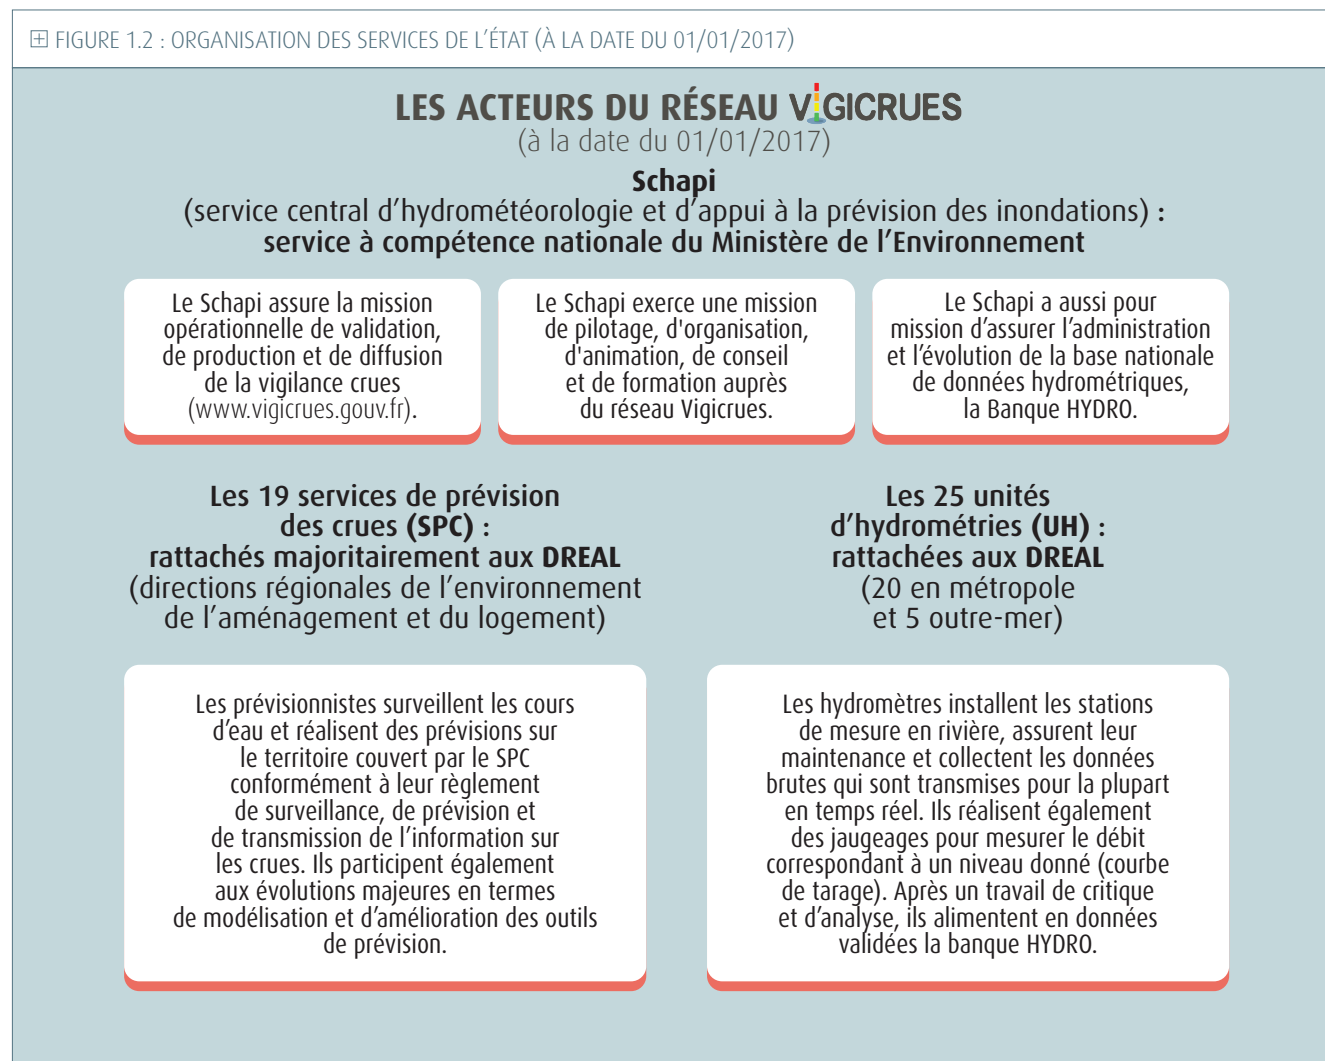 FIGURE 1.2 : ORGANISATION DES SERVICES DE L'ÉTAT (À LA DATE DU 01/01/2017)
LES ACTEURS DU RÉSEAU VIGICRUES
(à la date du 01/01/2017)
Schapi
(service central d'hydrométéorologie et d'appui à la prévision des inondations) :
service à compétence nationale du Ministère de l'Environnement
Le Schapi assure la mission
opérationnelle de validation,
de production et de diffusion
de la vigilance crues
(www.vigicrues.gouv.fr).
Le Schapi exerce une mission
de pilotage, d'organisation,
d'animation, de conseil
et de formation auprès
du réseau Vigicrues.
Le Schapi a aussi pour
mission d'assurer l'administration
et l'évolution de la base nationale
de données hydrométriques,
la Banque HYDRO.
Les 19 services de prévision
des crues (SPC) :
rattachés majoritairement aux DREAL
(directions régionales de l'environnement
de l'aménagement et du logement)
Les prévisionnistes surveillent les cours
d'eau et réalisent des prévisions sur
le territoire couvert par le SPC
conformément à leur règlement
de surveillance, de prévision et
de transmission de l'information sur
les crues. Ils participent également
aux évolutions majeures en termes
de modélisation et d'amélioration des outils
de prévision.
Les 25 unités
d'hydrométries (UH) :
rattachées aux DREAL
(20 en métropole
et 5 outre-mer)
Les hydromètres installent les stations
de mesure en rivière, assurent leur
maintenance et collectent les données
brutes qui sont transmises pour la plupart
en temps réel. Ils réalisent également
des jaugeages pour mesurer le débit
correspondant à un niveau donné (courbe
de tarage). Après un travail de critique
et d'analyse, ils alimentent en données
validées la banque HYDRO.